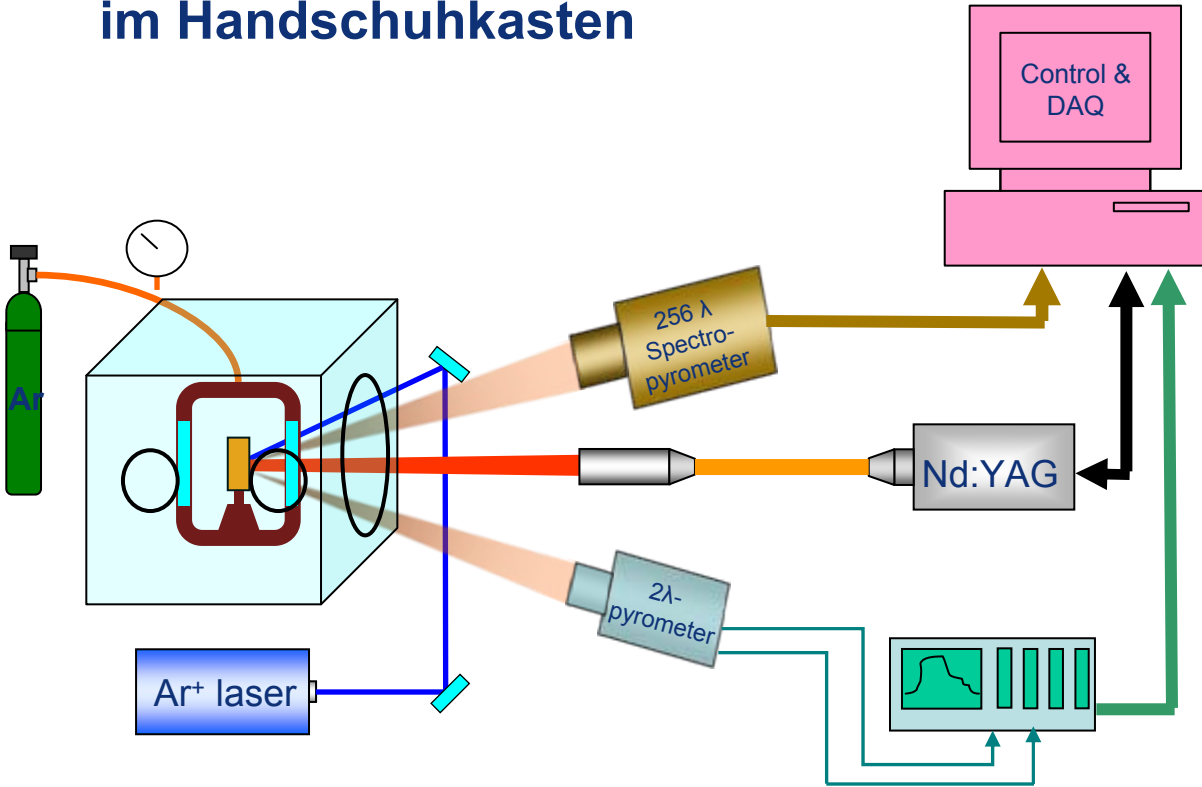 im Handschuhkasten
Control &
DAQ
256 λ
Spectro-
pyrometer
Ar
Nd:YAG
2λ-
pyrometer
Ar⁺ laser